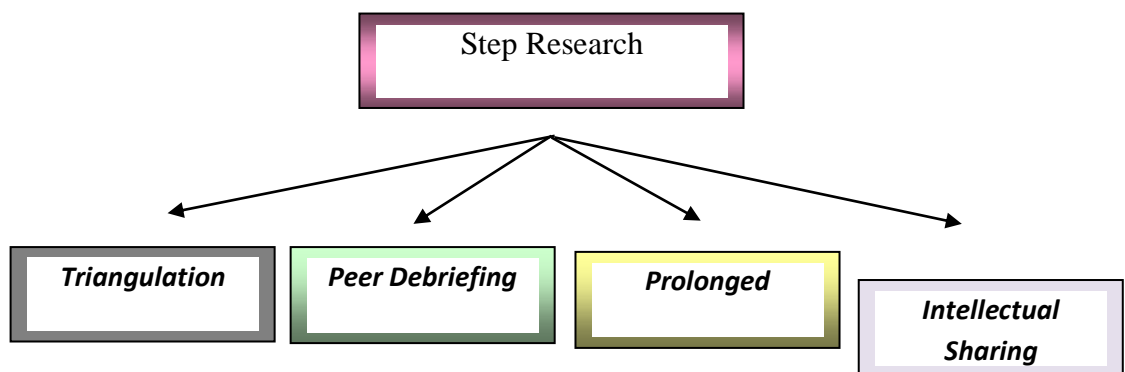 Step Research
Triangulation
Peer Debriefing
Prolonged
Intellectual
Sharing